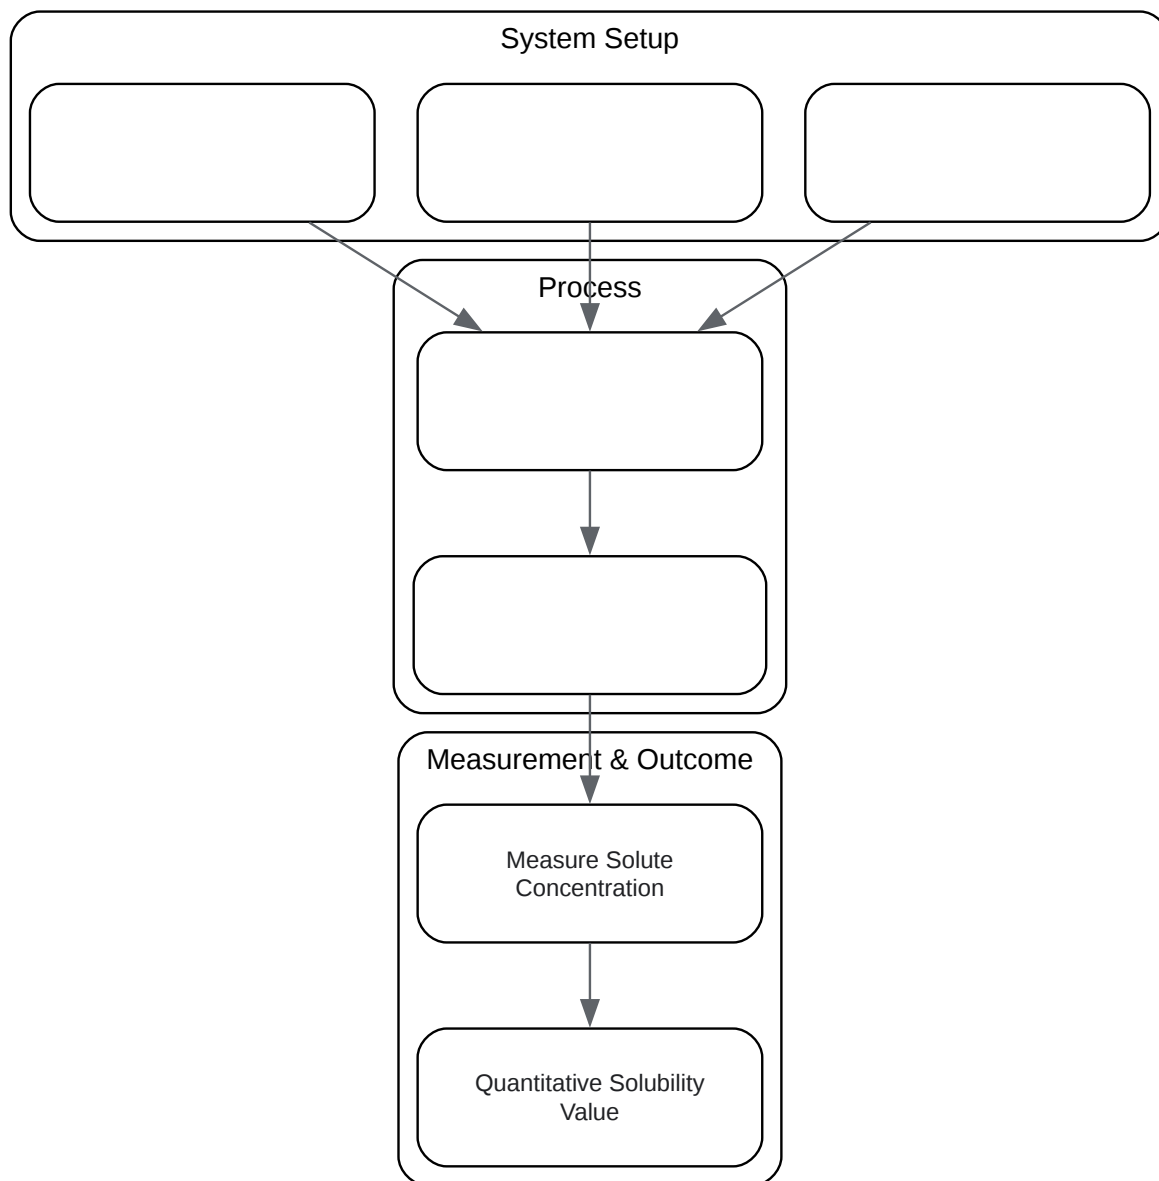 System Setup
Process
Measurement & Outcome
Measure Solute
Concentration
Quantitative Solubility
Value